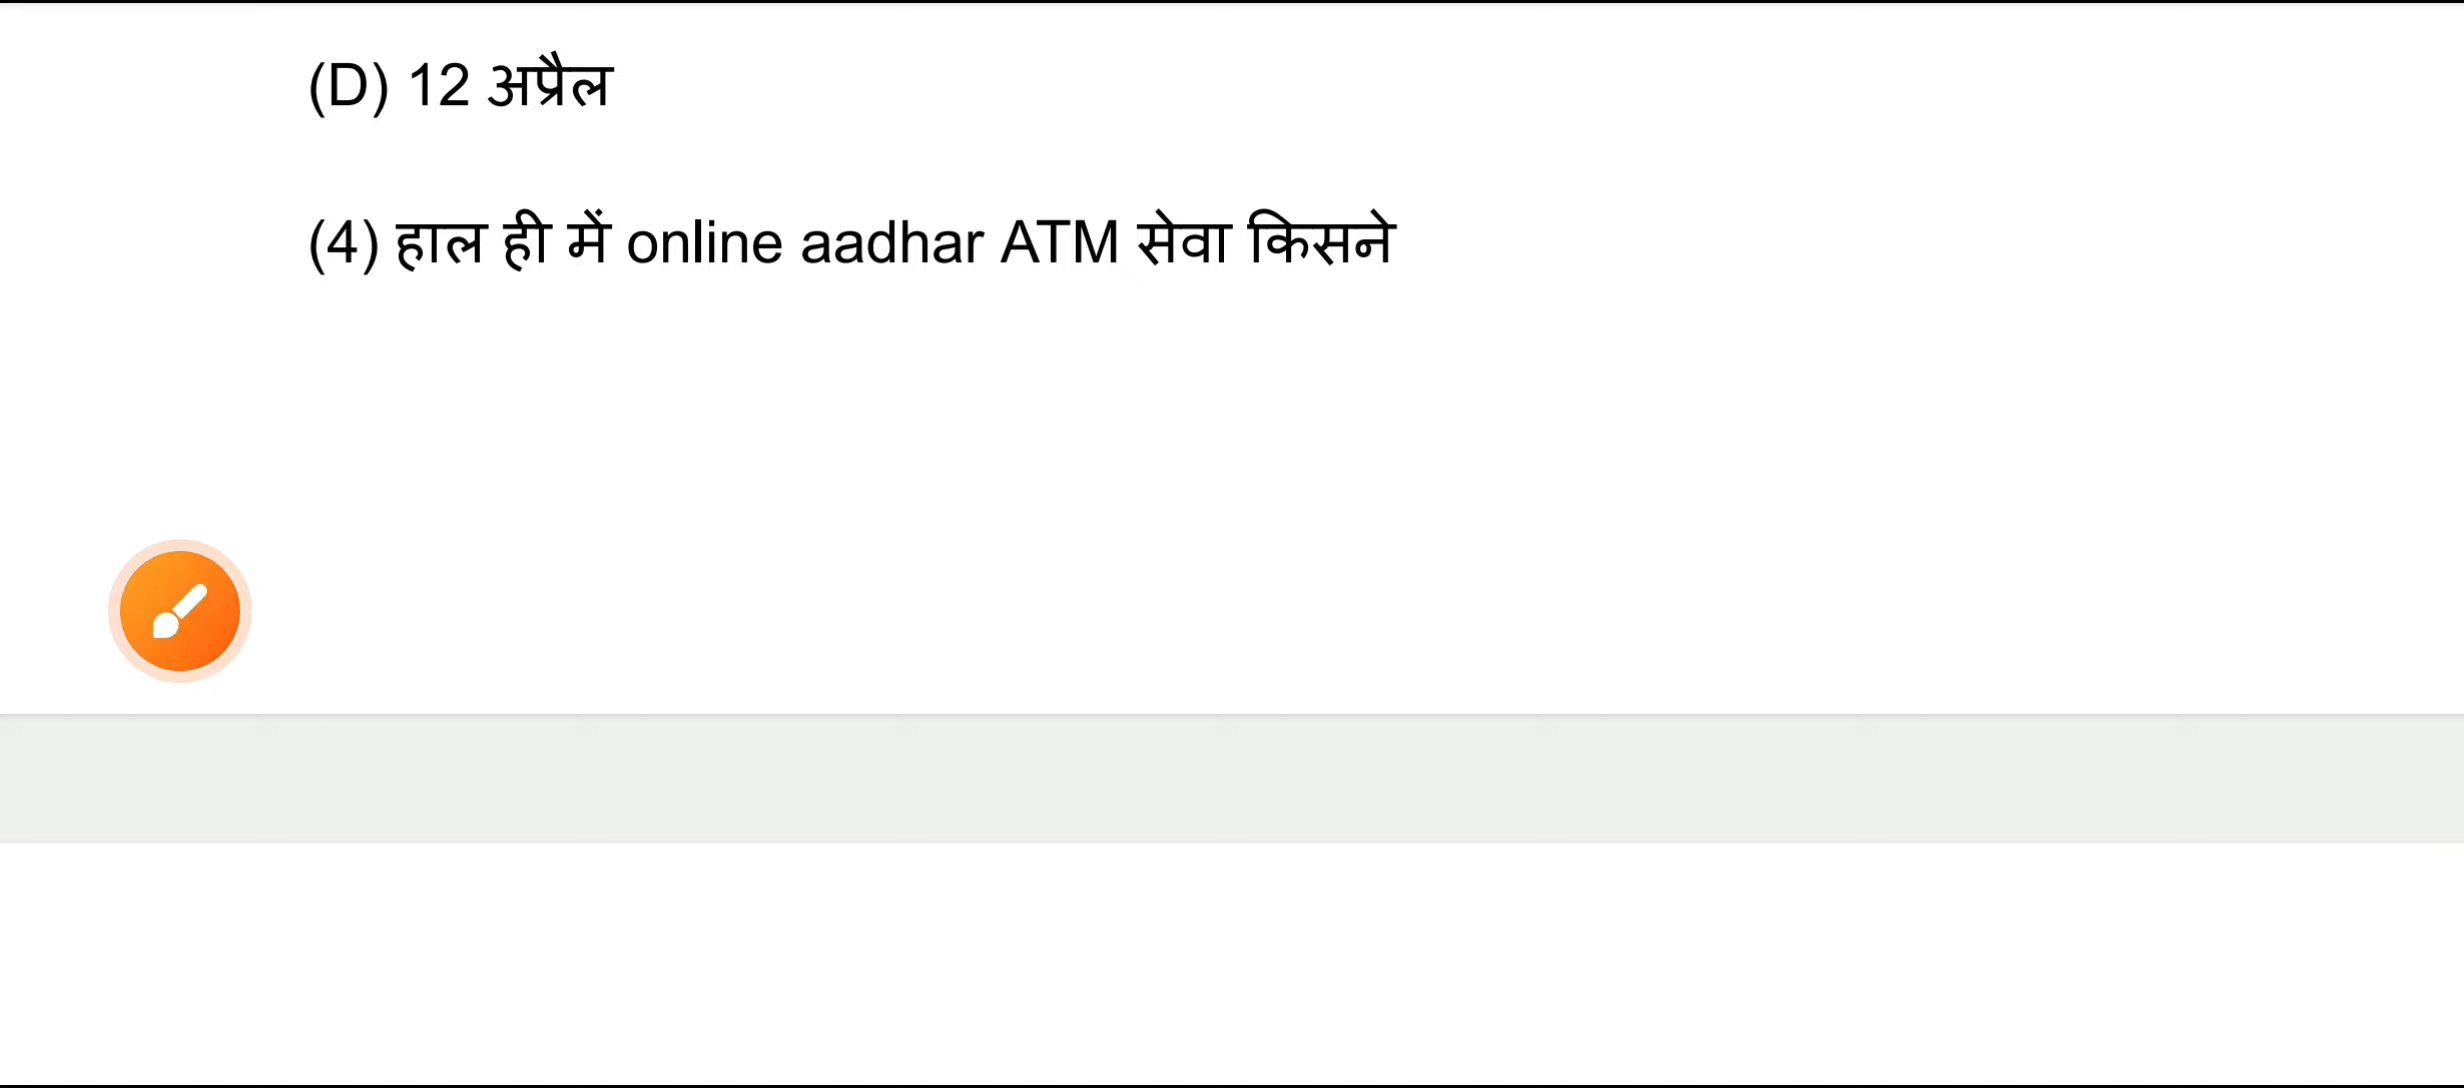 (D) 12 अप्रैल
(4) हाल ही में online aadhar ATM सेवा किसने